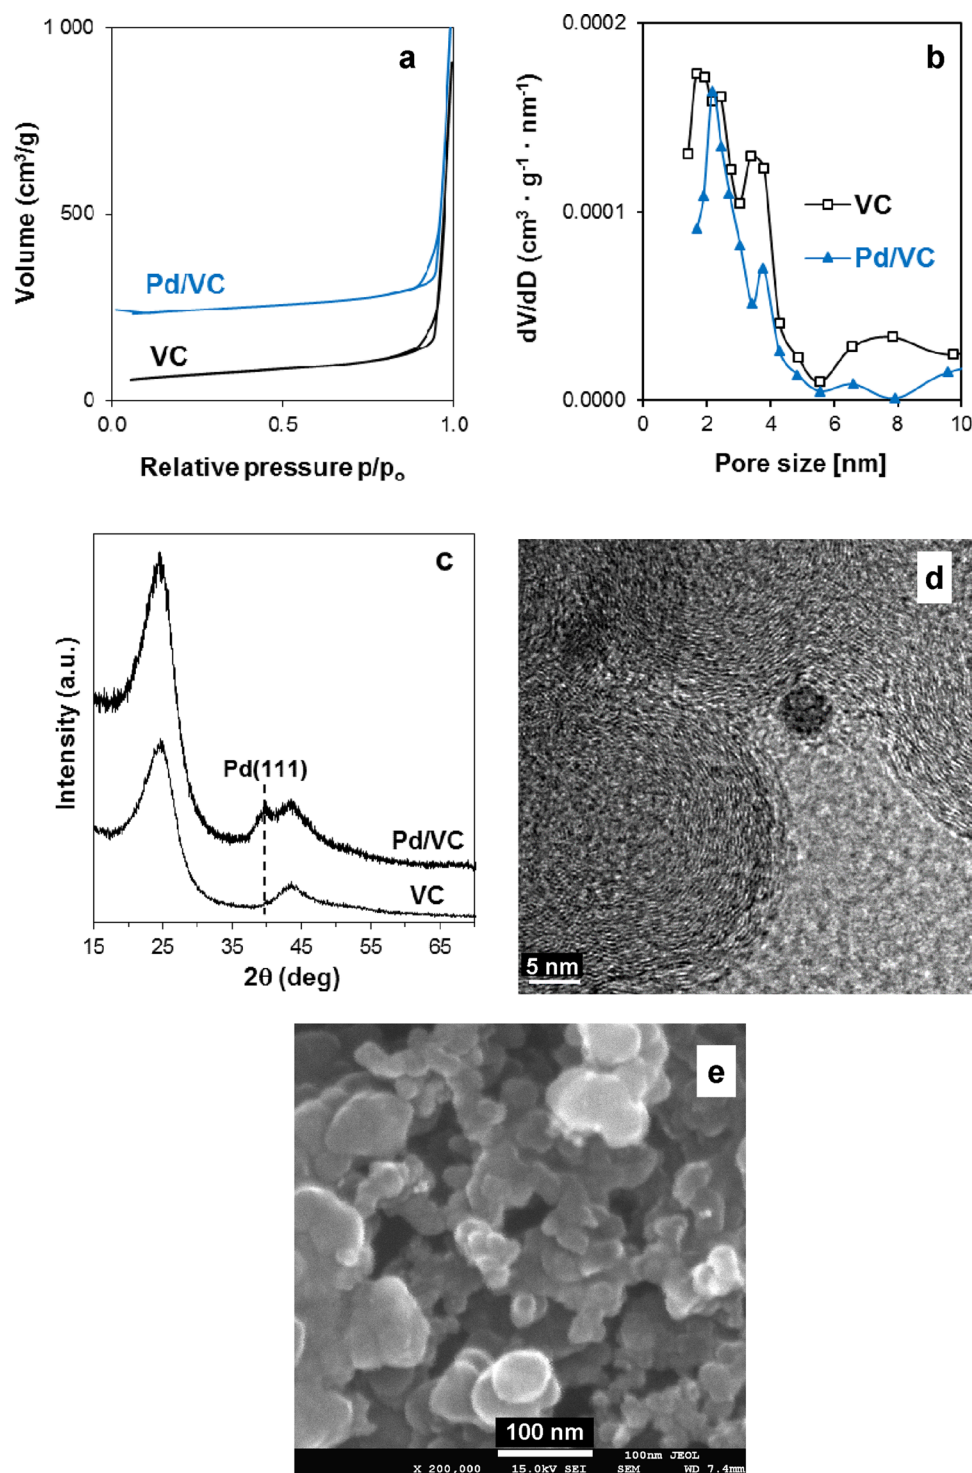 1 000
a
Volume (cm³/g)
500
Pd/VC
VC
0
0.0 0.5 1.0
Relative pressure p/pₒ
0.0002
b
dV/dD (cm³ · g⁻¹ · nm⁻¹)
VC
0.0001
Pd/VC
0.0000
0 2 4 6 8 10
Pore size [nm]
c
Intensity (a.u.)
Pd(111)
Pd/VC
VC
15 25 35 45 55 65
2θ (deg)
d
5 nm
e
100 nm
100nm JEOL
X 200,000 15.0kV SEI SEM WD 7.4mm